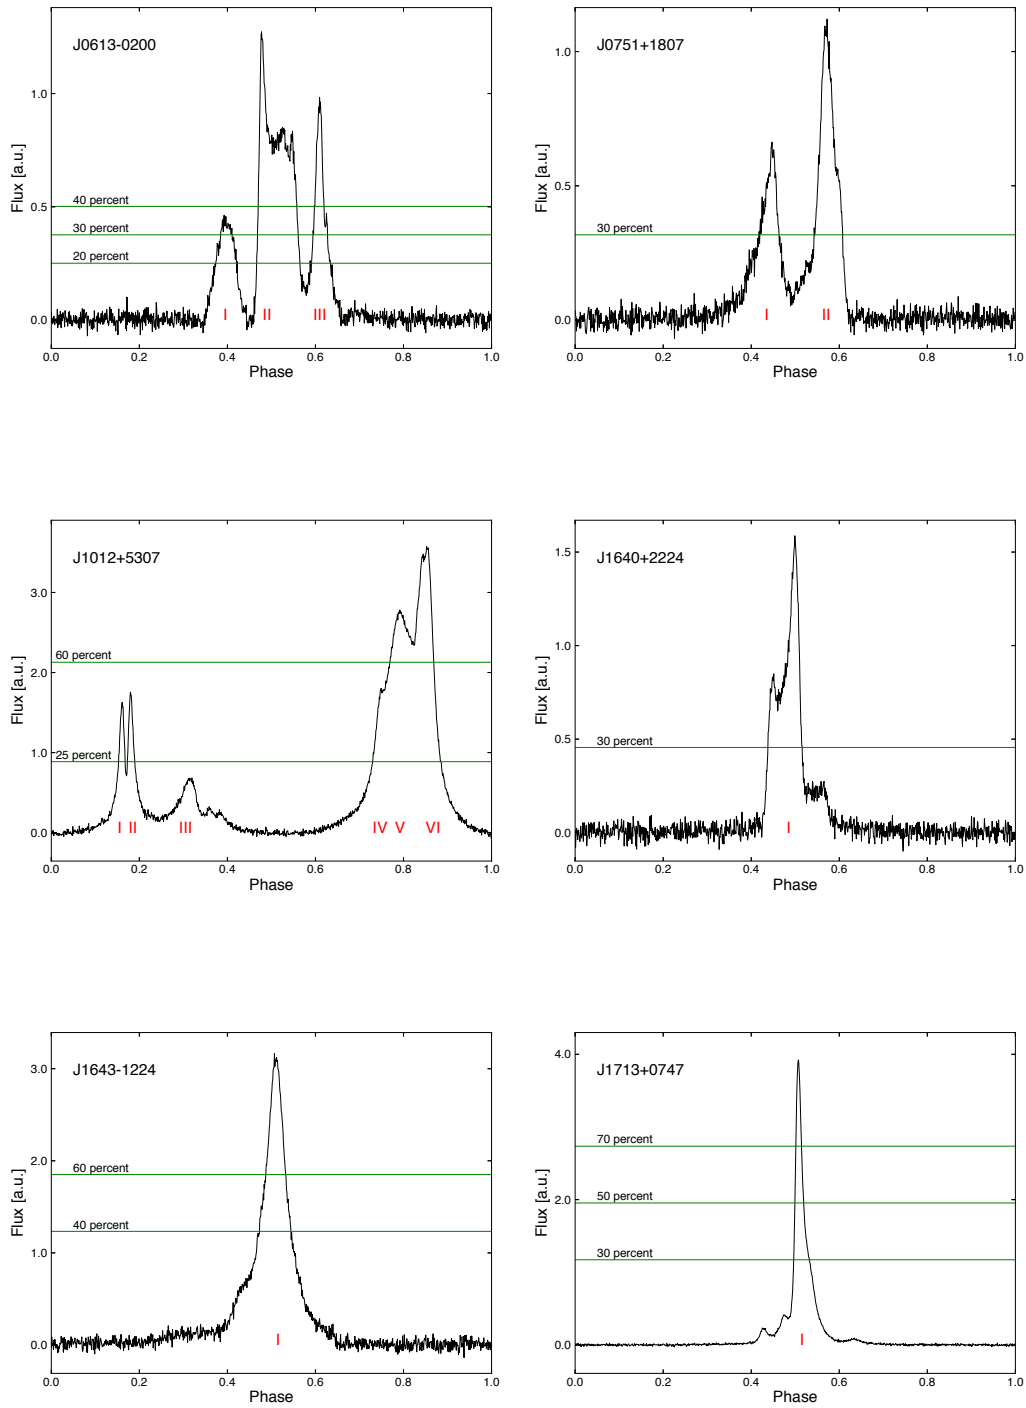 J0613-0200
1.0
40 percent
0.5
30 percent
20 percent
0.0
I II III
0.0 0.2 0.4 0.6 0.8 1.0
Phase
Flux [a.u.]
J0751+1807
1.0
0.5
30 percent
0.0
I II
0.0 0.2 0.4 0.6 0.8 1.0
Phase
Flux [a.u.]
J1012+5307
3.0
60 percent
2.0
25 percent
1.0
0.0
I II III IV V VI
0.0 0.2 0.4 0.6 0.8 1.0
Phase
Flux [a.u.]
J1640+2224
1.5
1.0
30 percent
0.5
0.0
I
0.0 0.2 0.4 0.6 0.8 1.0
Phase
Flux [a.u.]
J1643-1224
3.0
60 percent
2.0
40 percent
1.0
0.0
I
0.0 0.2 0.4 0.6 0.8 1.0
Phase
Flux [a.u.]
J1713+0747
4.0
70 percent
50 percent
2.0
30 percent
0.0
I
0.0 0.2 0.4 0.6 0.8 1.0
Phase
Flux [a.u.]